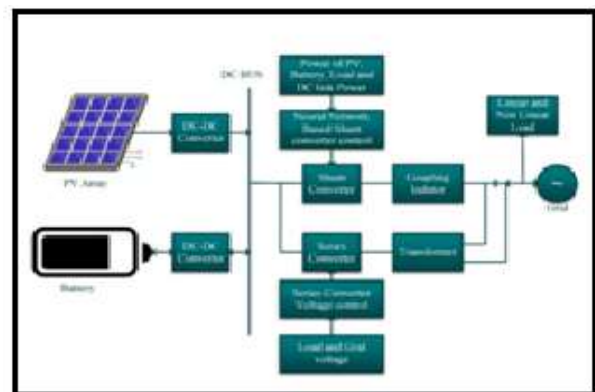 Power of PV,
Battery, Load and
DC link Power
DC BUS
Linear and
Non Linear
Load
Neural Network
Based Shunt
converter control
DC-DC
Converter
PV Array
Shunt
Converter
Coupling
Grid
DC-DC
Converter
Series
Converter
Transformer
Battery
Series Converter
Voltage control
Load and Grid
voltage